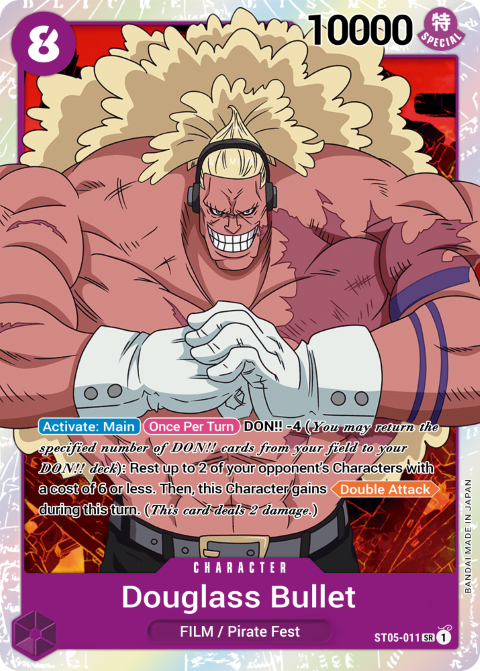 8
10000
特
SPECIAL
Activate: Main Once Per Turn DON!! -4 (You may return the
specified number of DON!! cards from your field to your
DON!! deck): Rest up to 2 of your opponent's Characters with
a cost of 6 or less. Then, this Character gains Double Attack
during this turn. (This card deals 2 damage.)
BANDAI MADE IN JAPAN
CHARACTER
Douglass Bullet
FILM / Pirate Fest
ST05-011 SR 1